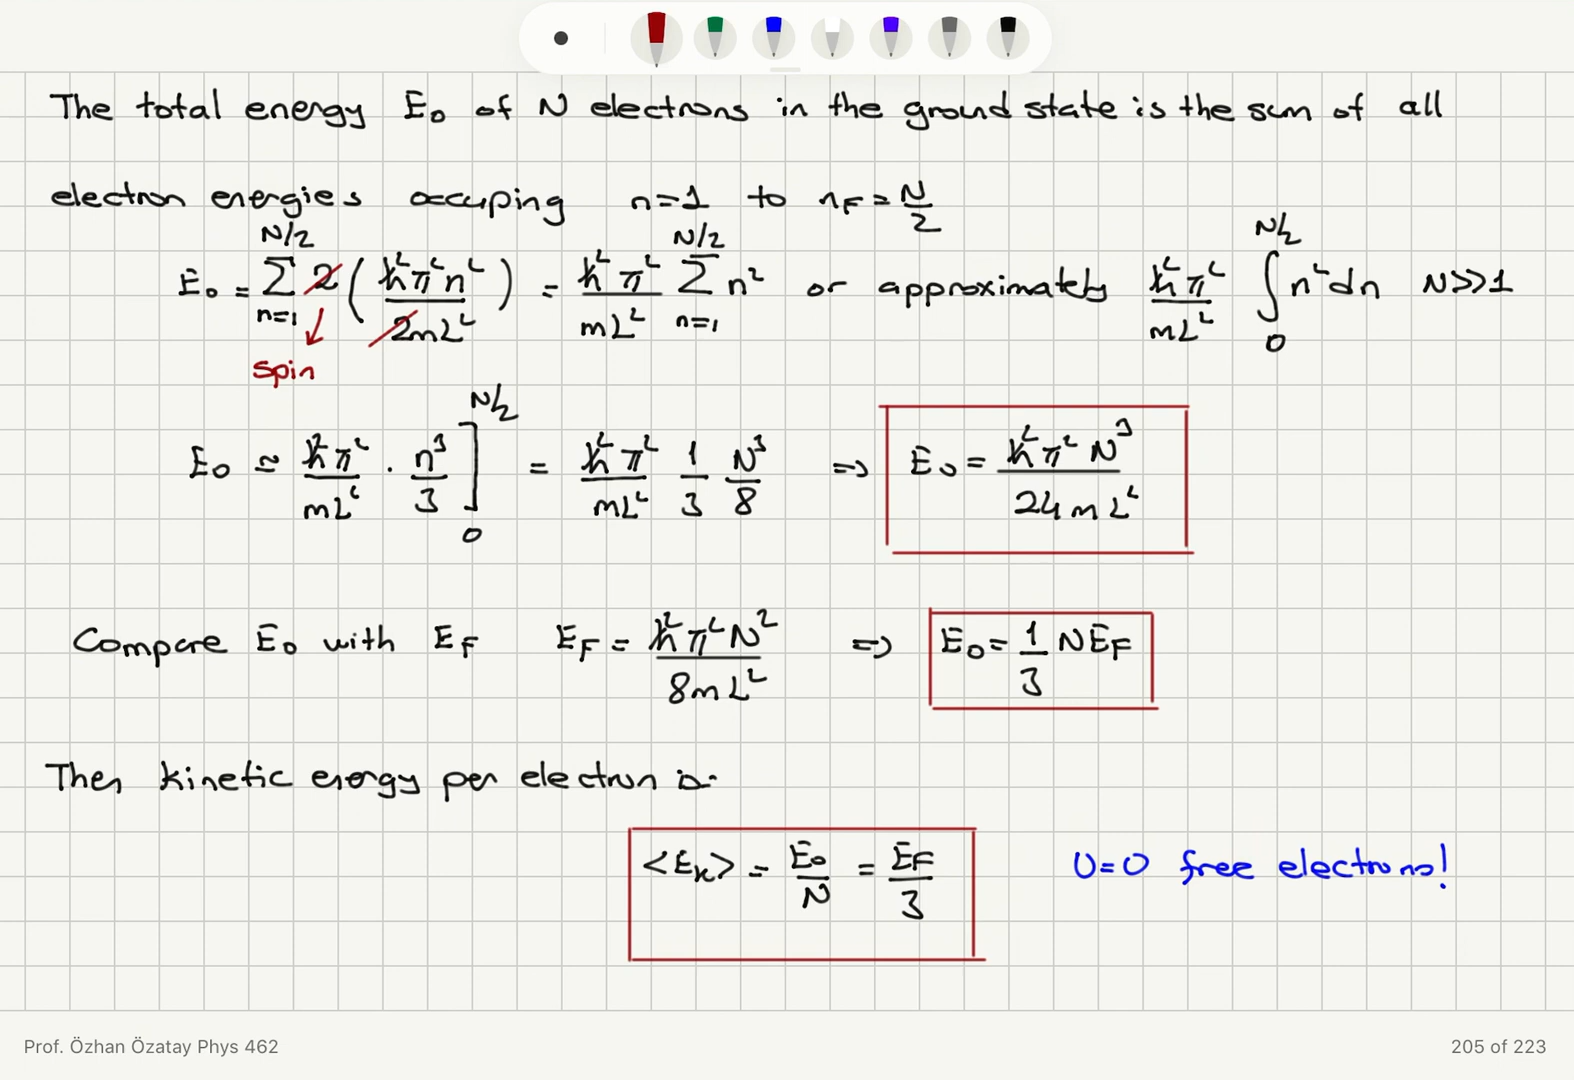 The total energy E₀ of N electrons in the ground state is the sum of all
electron energies occuping n=1 to n_F = N/2
E₀ = Σ_{n=1}^{N/2} 2 (ℏ²π²n² / 2mL²) = ℏ²π²/mL² Σ_{n=1}^{N/2} n² or approximately ℏ²π²/mL² ∫₀^{N/2} n² dn N>>1
spin
E₀ ≈ ℏ²π²/mL² · n³/3 ]₀^{N/2} = ℏ²π²/mL² 1/3 N³/8 ⇒ E₀ = ℏ²π²N³ / 24mL²
Compare E₀ with E_F E_F = ℏ²π²N² / 8mL² ⇒ E₀ = 1/3 N E_F
Then kinetic energy per electron is:
<E_K> = E₀/N = E_F/3 U=0 free electrons!
Prof. Özhan Özatay Phys 462 205 of 223